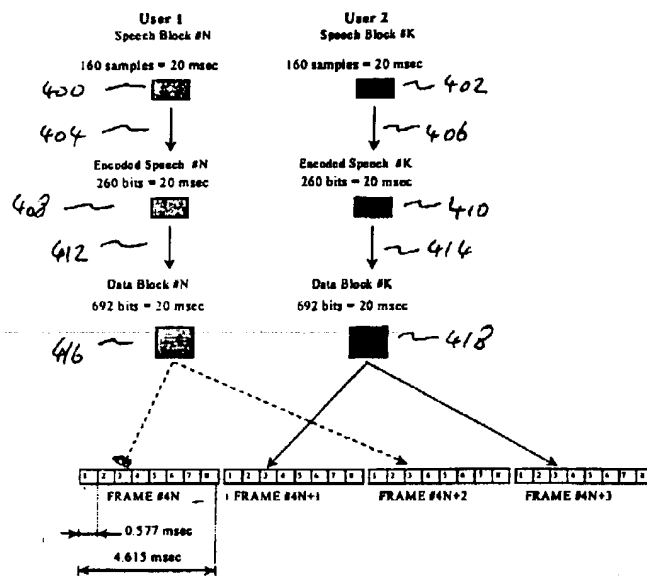 User 1 User 2
Speech Block #N Speech Block #K
160 samples = 20 msec 160 samples = 20 msec
400 402
404 406
Encoded Speech #N Encoded Speech #K
260 bits = 20 msec 260 bits = 20 msec
408 410
412 414
Data Block #N Data Block #K
692 bits = 20 msec 692 bits = 20 msec
416 418
1 2 3 4 5 6 7 8 1 2 3 4 5 6 7 8 1 2 3 4 5 6 7 8 1 2 3 4 5 6 7 8
FRAME #4N FRAME #4N+1 FRAME #4N+2 FRAME #4N+3
0.577 msec
4.615 msec